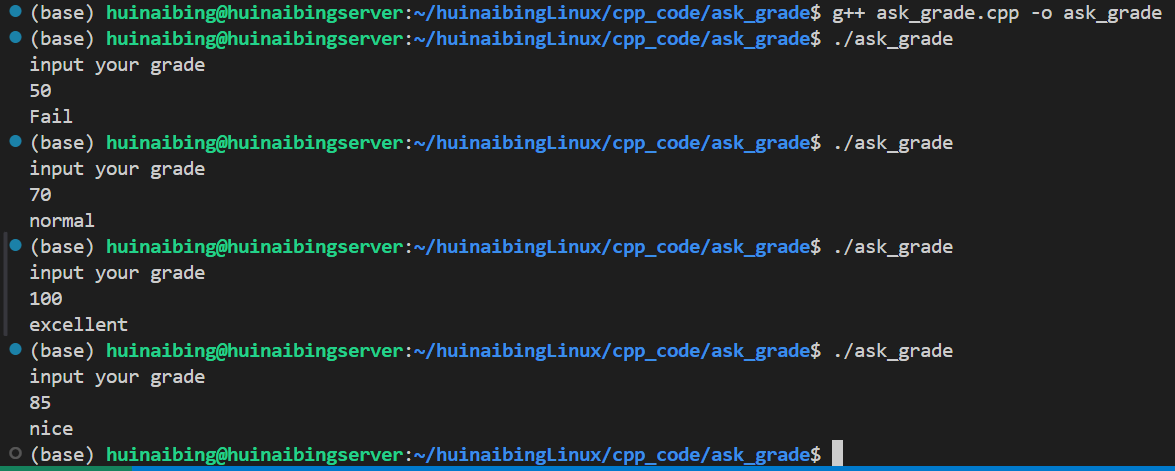 (base) huinaibing@huinaibingserver:~/huinaibingLinux/cpp_code/ask_grade$ g++ ask_grade.cpp -o ask_grade
(base) huinaibing@huinaibingserver:~/huinaibingLinux/cpp_code/ask_grade$ ./ask_grade
input your grade
50
Fail
(base) huinaibing@huinaibingserver:~/huinaibingLinux/cpp_code/ask_grade$ ./ask_grade
input your grade
70
normal
(base) huinaibing@huinaibingserver:~/huinaibingLinux/cpp_code/ask_grade$ ./ask_grade
input your grade
100
excellent
(base) huinaibing@huinaibingserver:~/huinaibingLinux/cpp_code/ask_grade$ ./ask_grade
input your grade
85
nice
(base) huinaibing@huinaibingserver:~/huinaibingLinux/cpp_code/ask_grade$